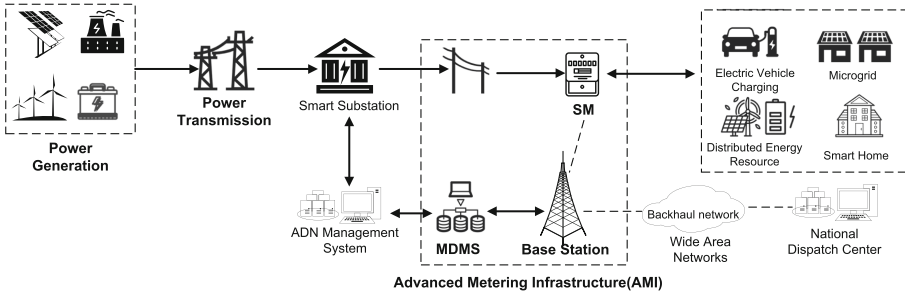 Power
Generation
Power
Transmission
Smart Substation
SM
Electric Vehicle
Charging
Microgrid
Distributed Energy
Resource
Smart Home
ADN Management
System
MDMS
Base Station
Backhaul network
Wide Area
Networks
National
Dispatch Center
Advanced Metering Infrastructure(AMI)